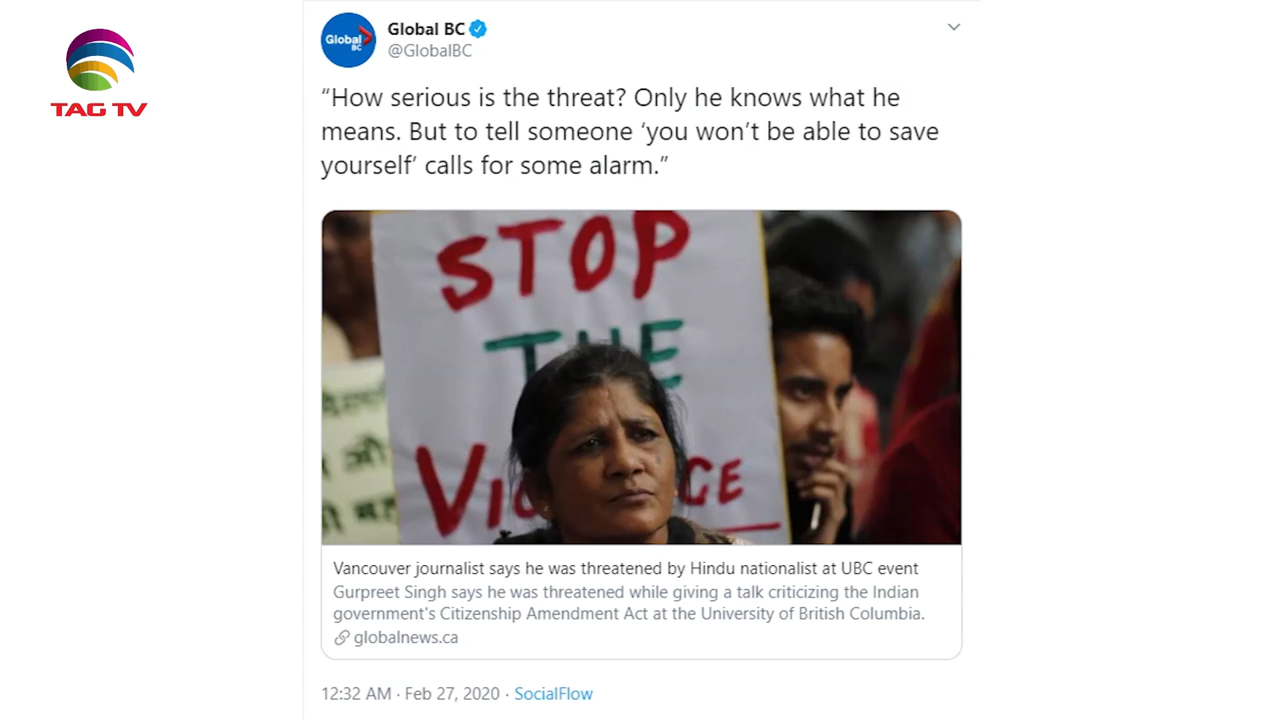 TAG TV
Global BC
@GlobalBC
Global BC
“How serious is the threat? Only he knows what he
means. But to tell someone ‘you won’t be able to save
yourself’ calls for some alarm.”
STOP
THE
Vancouver journalist says he was threatened by Hindu nationalist at UBC event
Gurpreet Singh says he was threatened while giving a talk criticizing the Indian
government's Citizenship Amendment Act at the University of British Columbia.
globalnews.ca
12:32 AM · Feb 27, 2020 · SocialFlow